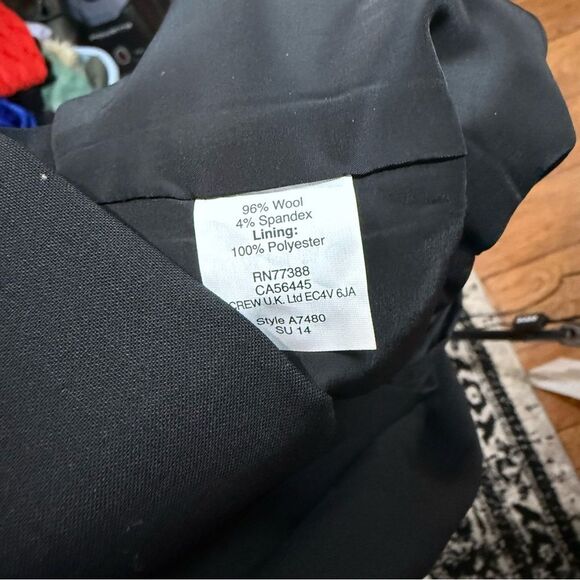 96% Wool
4% Spandex
Lining:
100% Polyester
RN77388
CA56445
CREW U.K. Ltd EC4V 6JA
Style A7480
SU 14